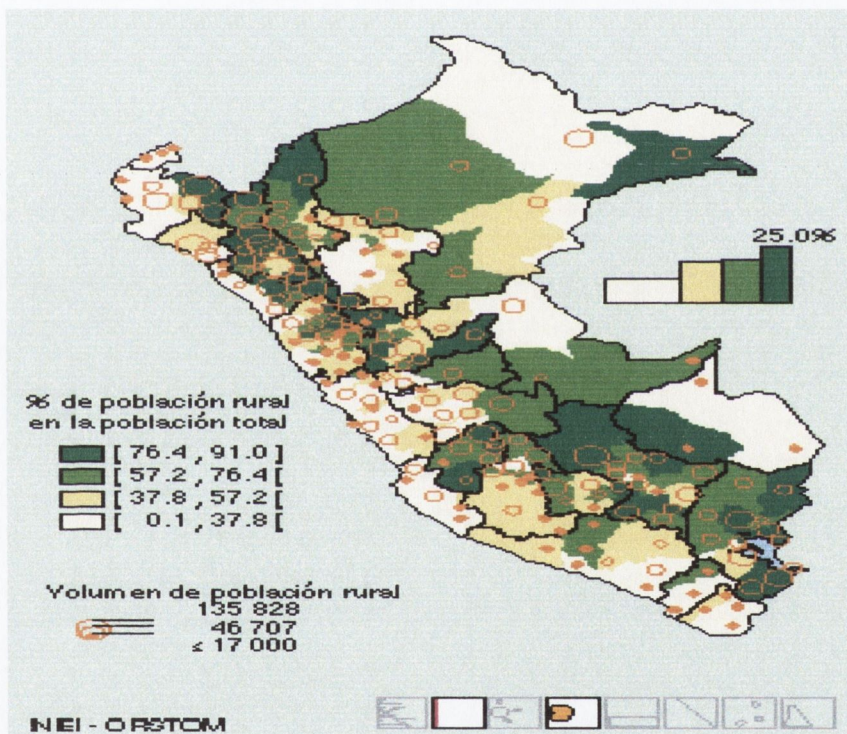 25.0%
% de población rural
en la población total
[ 76.4 , 91.0 ]
[ 57.2 , 76.4 [
[ 37.8 , 57.2 [
[ 0.1 , 37.8 [
Volumen de población rural
135 828
46 707
≤ 17 000
INEI - ORSTOM